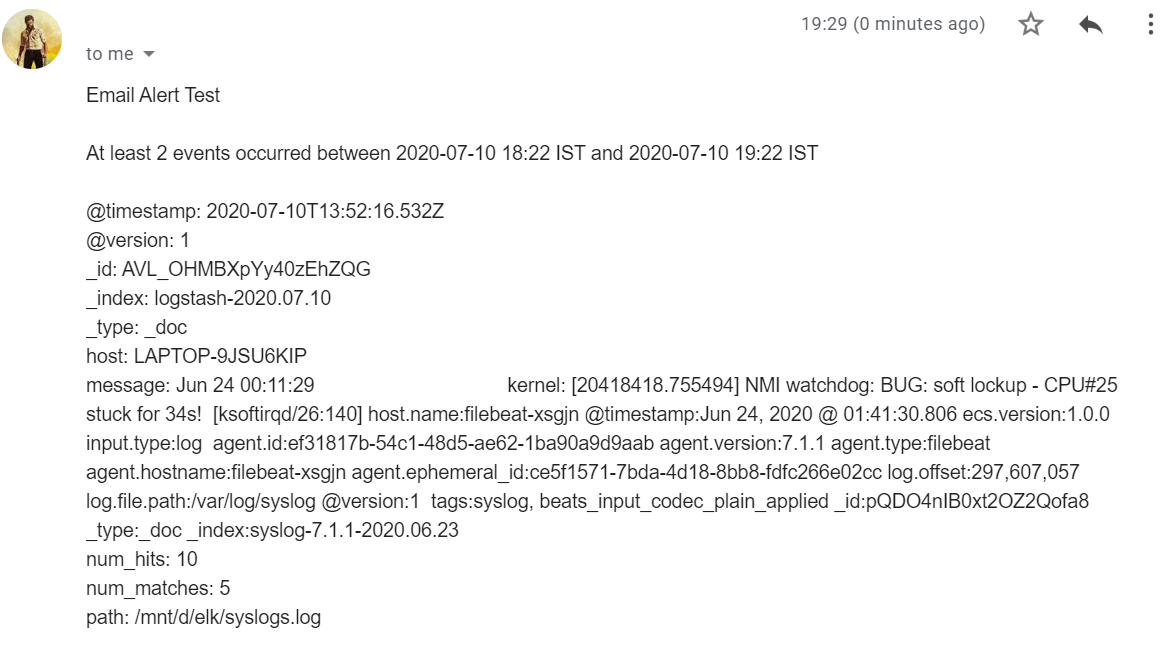 19:29 (0 minutes ago)
to me
Email Alert Test
At least 2 events occurred between 2020-07-10 18:22 IST and 2020-07-10 19:22 IST
@timestamp: 2020-07-10T13:52:16.532Z
@version: 1
_id: AVL_OHMBXpYy40zEhZQG
_index: logstash-2020.07.10
_type: _doc
host: LAPTOP-9JSU6KIP
message: Jun 24 00:11:29 kernel: [20418418.755494] NMI watchdog: BUG: soft lockup - CPU#25
stuck for 34s!  [ksoftirqd/26:140] host.name:filebeat-xsgjn @timestamp:Jun 24, 2020 @ 01:41:30.806 ecs.version:1.0.0
input.type:log  agent.id:ef31817b-54c1-48d5-ae62-1ba90a9d9aab agent.version:7.1.1 agent.type:filebeat
agent.hostname:filebeat-xsgjn agent.ephemeral_id:ce5f1571-7bda-4d18-8bb8-fdfc266e02cc log.offset:297,607,057
log.file.path:/var/log/syslog @version:1  tags:syslog, beats_input_codec_plain_applied _id:pQDO4nIB0xt2OZ2Qofa8
_type:_doc _index:syslog-7.1.1-2020.06.23
num_hits: 10
num_matches: 5
path: /mnt/d/elk/syslogs.log